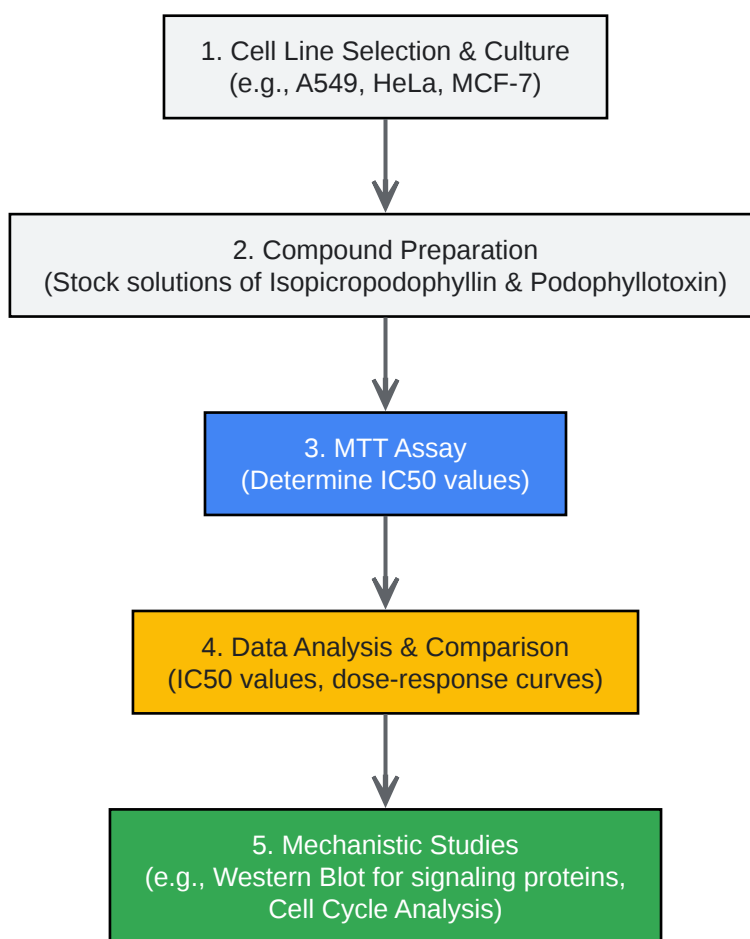 1. Cell Line Selection & Culture
(e.g., A549, HeLa, MCF-7)
2. Compound Preparation
(Stock solutions of Isopicropodophyllin & Podophyllotoxin)
3. MTT Assay
(Determine IC50 values)
4. Data Analysis & Comparison
(IC50 values, dose-response curves)
5. Mechanistic Studies
(e.g., Western Blot for signaling proteins,
Cell Cycle Analysis)